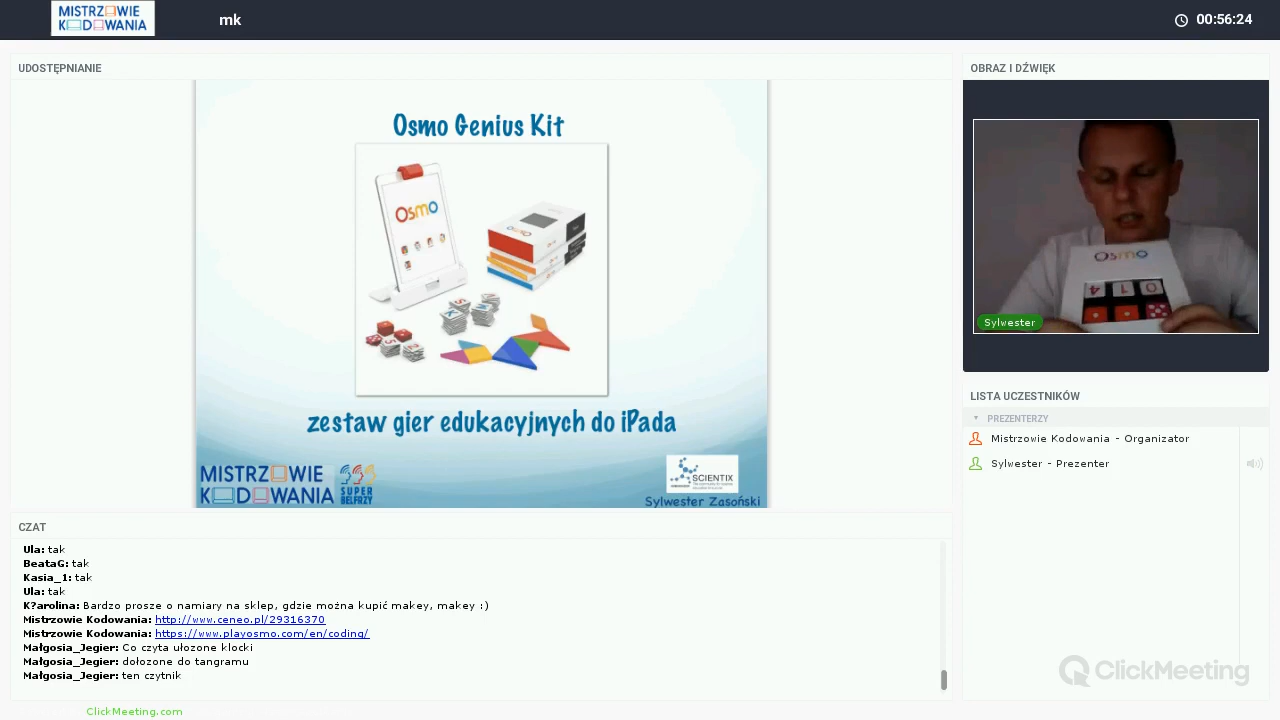 MISTRZOWIE
KODOWANIA
mk
00:56:24
UDOSTĘPNIANIE
Osmo Genius Kit
Osmo
zestaw gier edukacyjnych do iPada
MISTRZOWIE
KODOWANIA
SUPER
BELFRZY
SCIENTIX
Sylwester Zasoński
OBRAZ I DŹWIĘK
Osmo
Sylwester
LISTA UCZESTNIKÓW
PREZENTERZY
Mistrzowie Kodowania - Organizator
Sylwester - Prezenter
CZAT
Ula: tak
BeataG: tak
Kasia_1: tak
Ula: tak
K?arolina: Bardzo prosze o namiary na sklep, gdzie można kupić makey, makey :)
Mistrzowie Kodowania: http://www.ceneo.pl/29316370
Mistrzowie Kodowania: https://www.playosmo.com/en/coding/
Małgosia_Jegier: Co czyta ułozone klocki
Małgosia_Jegier: dołozone do tangramu
Małgosia_Jegier: ten czytnik
ClickMeeting
ClickMeeting.com